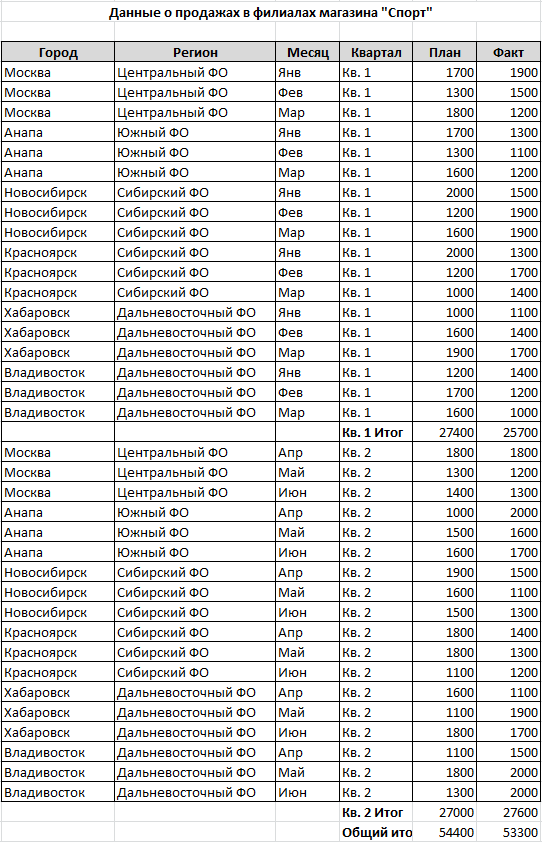 Данные о продажах в филиалах магазина "Спорт"
Город Регион Месяц Квартал План Факт
Москва Центральный ФО Янв Кв. 1 1700 1900
Москва Центральный ФО Фев Кв. 1 1300 1500
Москва Центральный ФО Мар Кв. 1 1800 1200
Анапа Южный ФО Янв Кв. 1 1700 1300
Анапа Южный ФО Фев Кв. 1 1300 1100
Анапа Южный ФО Мар Кв. 1 1600 1200
Новосибирск Сибирский ФО Янв Кв. 1 2000 1500
Новосибирск Сибирский ФО Фев Кв. 1 1200 1900
Новосибирск Сибирский ФО Мар Кв. 1 1600 1900
Красноярск Сибирский ФО Янв Кв. 1 2000 1300
Красноярск Сибирский ФО Фев Кв. 1 1200 1700
Красноярск Сибирский ФО Мар Кв. 1 1000 1400
Хабаровск Дальневосточный ФО Янв Кв. 1 1000 1100
Хабаровск Дальневосточный ФО Фев Кв. 1 1600 1400
Хабаровск Дальневосточный ФО Мар Кв. 1 1900 1700
Владивосток Дальневосточный ФО Янв Кв. 1 1200 1400
Владивосток Дальневосточный ФО Фев Кв. 1 1700 1200
Владивосток Дальневосточный ФО Мар Кв. 1 1600 1000
Кв. 1 Итог 27400 25700
Москва Центральный ФО Апр Кв. 2 1800 1800
Москва Центральный ФО Май Кв. 2 1300 1200
Москва Центральный ФО Июн Кв. 2 1400 1300
Анапа Южный ФО Апр Кв. 2 1000 2000
Анапа Южный ФО Май Кв. 2 1500 1600
Анапа Южный ФО Июн Кв. 2 1600 1700
Новосибирск Сибирский ФО Апр Кв. 2 1900 1500
Новосибирск Сибирский ФО Май Кв. 2 1600 1100
Новосибирск Сибирский ФО Июн Кв. 2 1500 1300
Красноярск Сибирский ФО Апр Кв. 2 1800 1400
Красноярск Сибирский ФО Май Кв. 2 1800 1300
Красноярск Сибирский ФО Июн Кв. 2 1100 1200
Хабаровск Дальневосточный ФО Апр Кв. 2 1600 1100
Хабаровск Дальневосточный ФО Май Кв. 2 1100 1900
Хабаровск Дальневосточный ФО Июн Кв. 2 1800 1700
Владивосток Дальневосточный ФО Апр Кв. 2 1100 1500
Владивосток Дальневосточный ФО Май Кв. 2 1800 2000
Владивосток Дальневосточный ФО Июн Кв. 2 1300 2000
Кв. 2 Итог 27000 27600
Общий ито 54400 53300